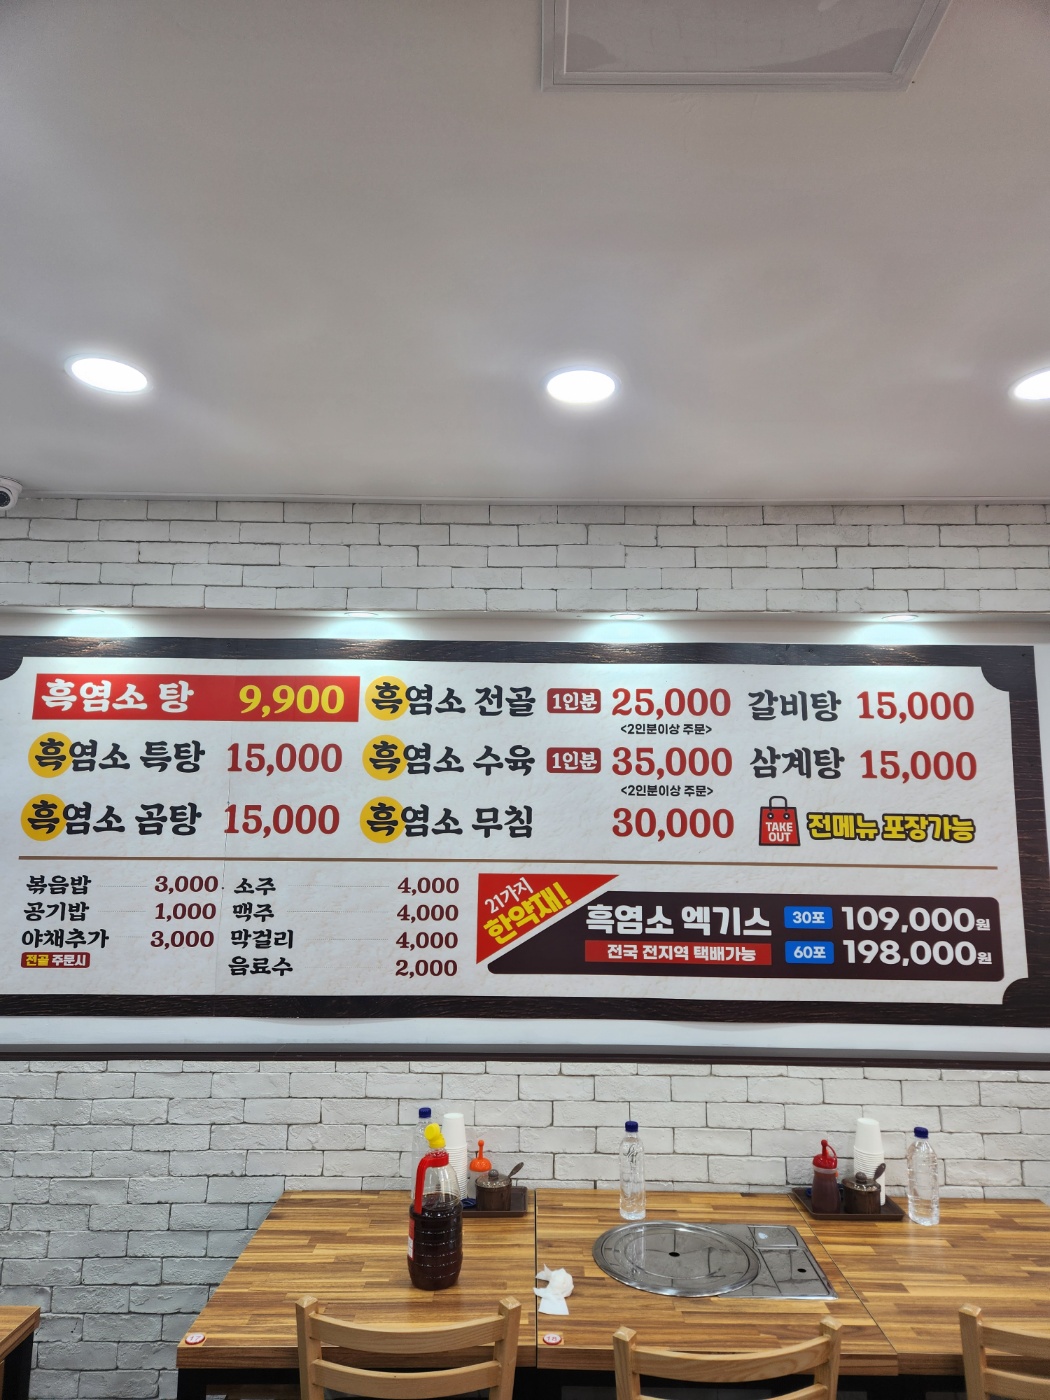 흑염소 탕 9,900
흑염소 특탕 15,000
흑염소 곰탕 15,000
흑염소 전골 1인분 25,000
<2인분이상 주문>
흑염소 수육 1인분 35,000
<2인분이상 주문>
흑염소 무침 30,000
갈비탕 15,000
삼계탕 15,000
TAKE
OUT
전메뉴 포장가능
볶음밥 3,000
공기밥 1,000
야채추가 3,000
전골 주문시
소주 4,000
맥주 4,000
막걸리 4,000
음료수 2,000
21가지
한약재!
흑염소 엑기스 30포 109,000원
전국 전지역 택배가능 60포 198,000원